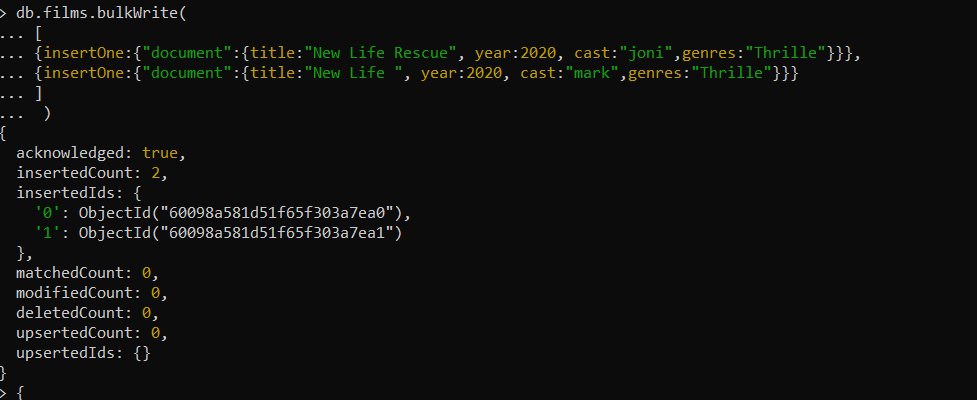 > db.films.bulkWrite(
... [
... {insertOne:{"document":{title:"New Life Rescue", year:2020, cast:"joni",genres:"Thrille"}}},
... {insertOne:{"document":{title:"New Life ", year:2020, cast:"mark",genres:"Thrille"}}}
... ]
...  )
{
  acknowledged: true,
  insertedCount: 2,
  insertedIds: {
    '0': ObjectId("60098a581d51f65f303a7ea0"),
    '1': ObjectId("60098a581d51f65f303a7ea1")
  },
  matchedCount: 0,
  modifiedCount: 0,
  deletedCount: 0,
  upsertedCount: 0,
  upsertedIds: {}
}
> {